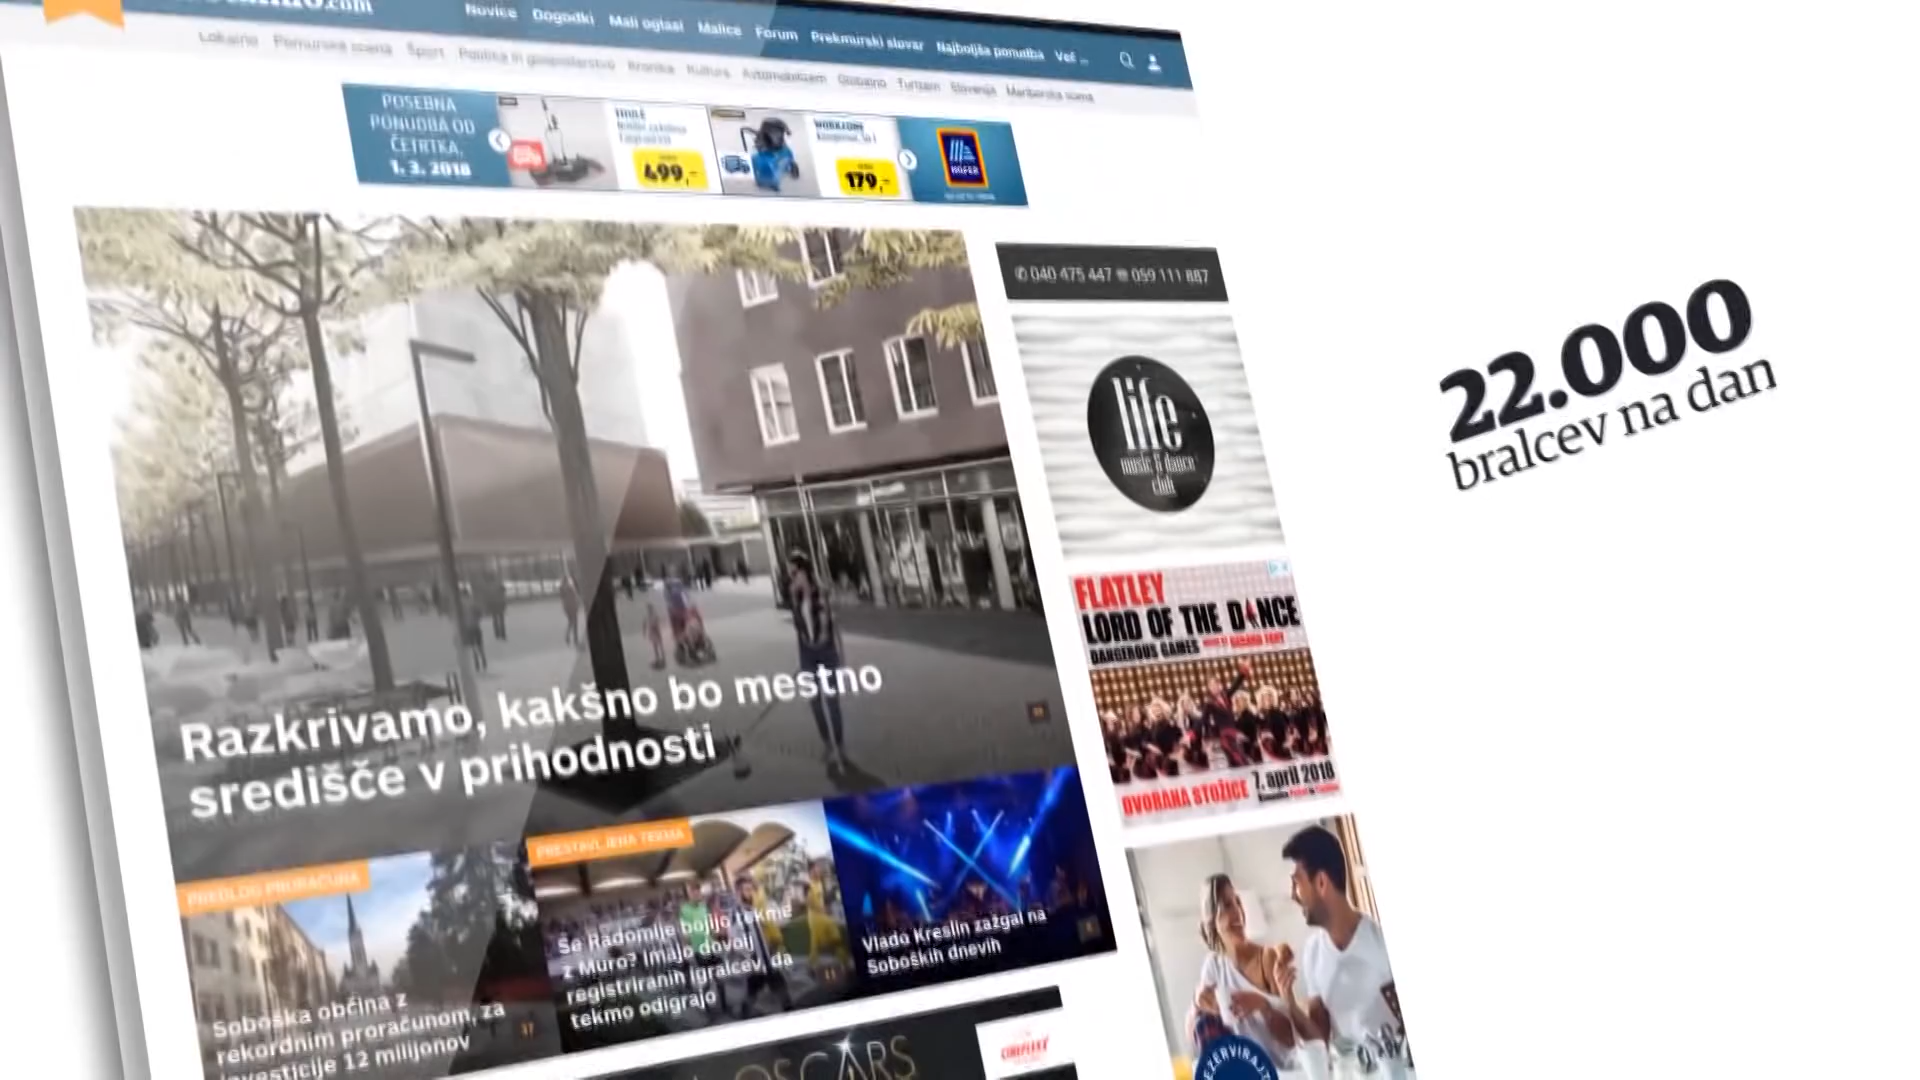 Novice Dogodki Mali oglasi Malice Forum Prekmurski slovar Najboljša ponudba Več ...
Lokalno Pomurska scena Šport Politika in gospodarstvo Kronika Kultura Avtomobilizem Globalno Turizem Slovenija Mariborska scena
POSEBNA
PONUDBA OD
ČETRTKA,
1. 3. 2018
499,-
179,-
HOFER
040 475 447 059 111 887
life
music & dance
club
22.000
bralcev na dan
FLATLEY
LORD OF THE DANCE
DANGEROUS GAMES
7. april 2018
DVORANA STOŽICE
Razkrivamo, kakšno bo mestno
središče v prihodnosti
PREDLOG PRORAČUNA
Soboška občina z
rekordnim proračunom, za
investicije 12 milijonov
37
PRESTAVLJENA TEKMA
Se Radomlje bojijo tekme
z Muro? Imajo dovolj
registriranih igralcev, da
tekmo odigrajo
Vlado Kreslin zažgal na
Soboških dnevih
OSCARS
CINEPLEXX